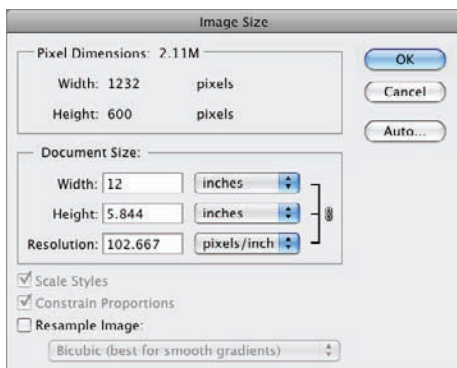 Image Size
Pixel Dimensions: 2.11M
OK
Width: 1232 pixels
Cancel
Height: 600 pixels
Auto...
Document Size:
Width: 12 inches
Height: 5.844 inches
Resolution: 102.667 pixels/inch
Scale Styles
Constrain Proportions
Resample Image:
Bicubic (best for smooth gradients)